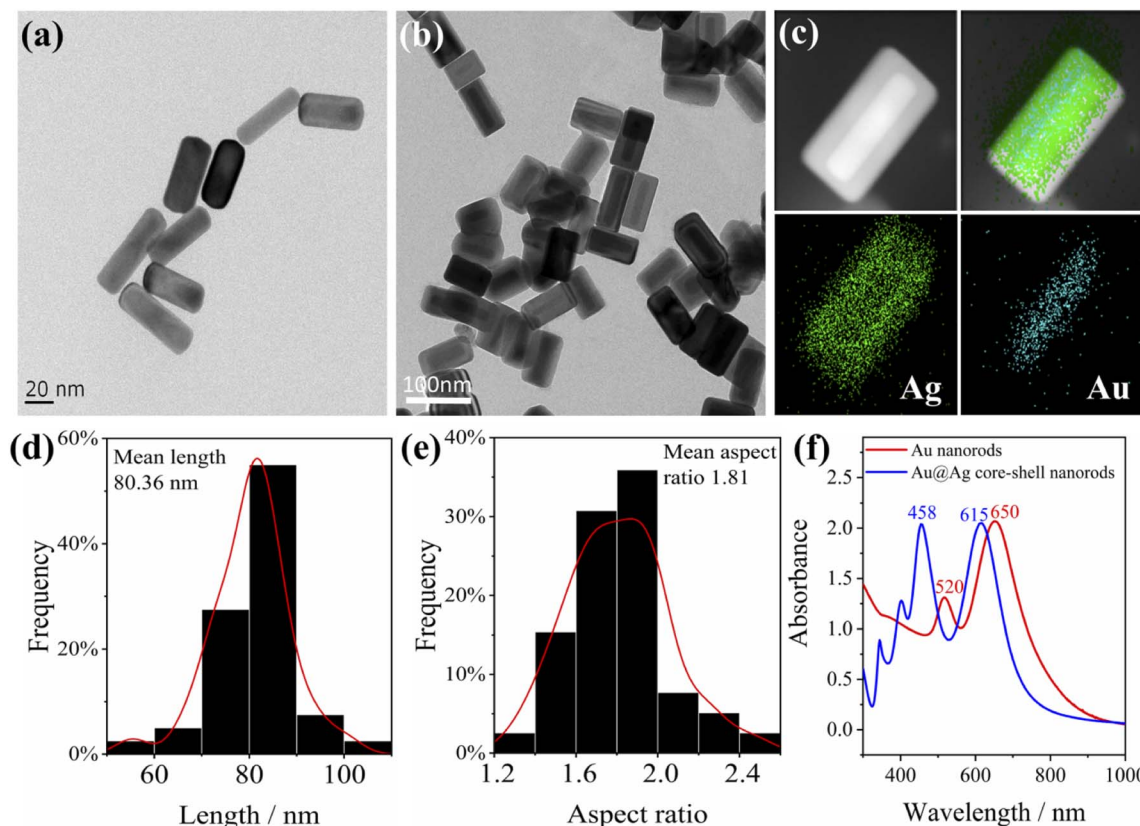 (a)
20 nm
(b)
100nm
(c)
Ag
Au
(d)
60%
40%
20%
0%
Mean length
80.36 nm
Frequency
60
80
100
Length / nm
(e)
40%
30%
20%
10%
0%
Mean aspect
ratio 1.81
Frequency
1.2
1.6
2.0
2.4
Aspect ratio
(f)
Au nanorods
Au@Ag core-shell nanorods
2.5
2.0
1.5
1.0
0.5
0.0
458
615
650
520
Absorbance
400
600
800
1000
Wavelength / nm